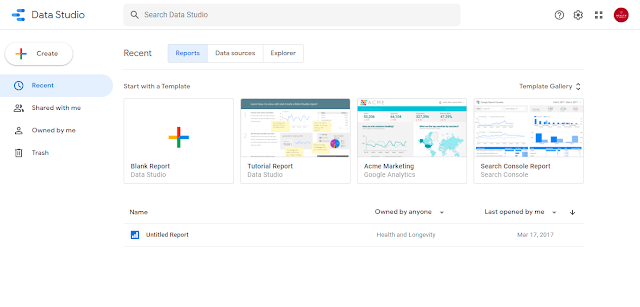 Data Studio
Search Data Studio
Create
Recent
Shared with me
Owned by me
Trash
Recent
Reports
Data sources
Explorer
Start with a Template
Template Gallery
Blank Report
Data Studio
Tutorial Report
Data Studio
Acme Marketing
Google Analytics
Search Console Report
Search Console
Name
Owned by anyone
Last opened by me
Untitled Report
Health and Longevity
Mar 17, 2017